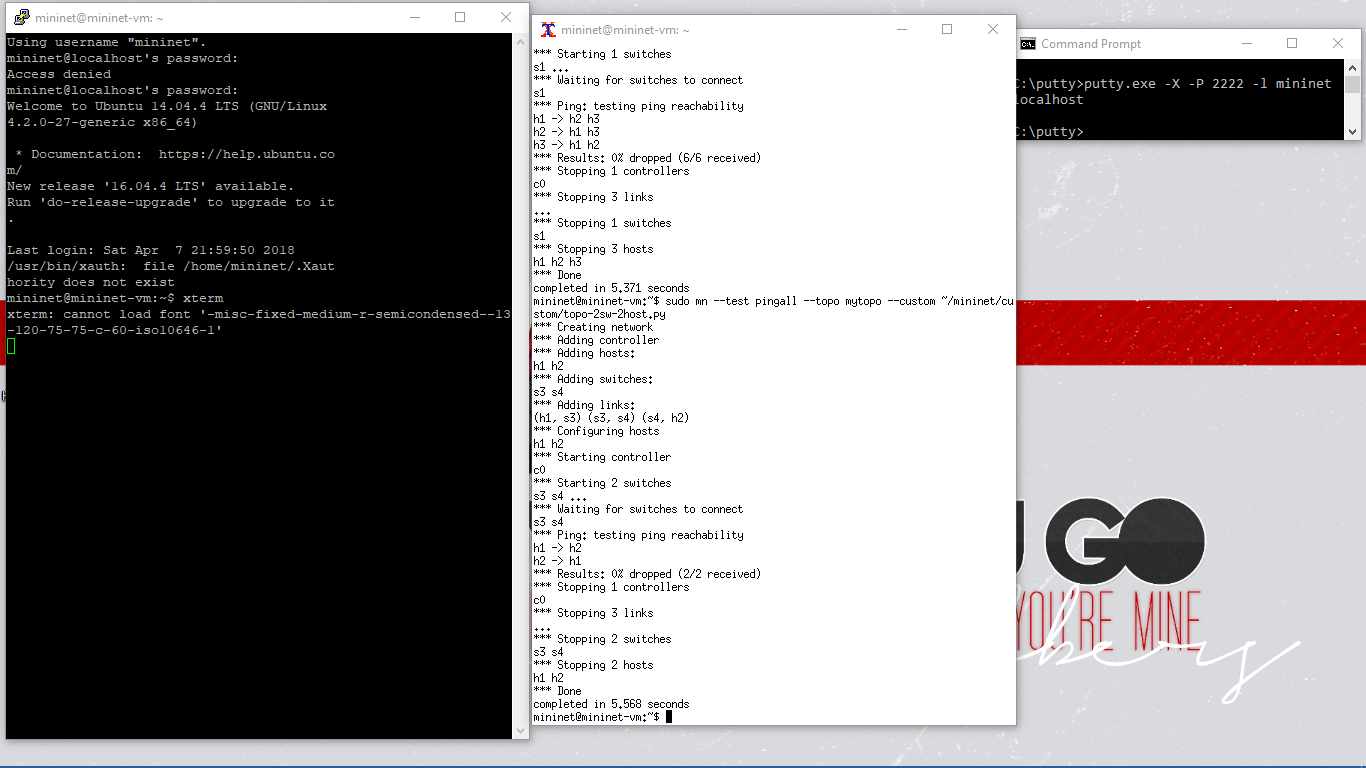 mininet@mininet-vm: ~
Using username "mininet".
mininet@localhost's password:
Access denied
mininet@localhost's password:
Welcome to Ubuntu 14.04.4 LTS (GNU/Linux
4.2.0-27-generic x86_64)
* Documentation:  https://help.ubuntu.co
m/
New release '16.04.4 LTS' available.
Run 'do-release-upgrade' to upgrade to it
.
Last login: Sat Apr  7 21:59:50 2018
/usr/bin/xauth:  file /home/mininet/.Xaut
hority does not exist
mininet@mininet-vm:~$ xterm
xterm: cannot load font '-misc-fixed-medium-r-semicondensed--13
-120-75-75-c-60-iso10646-1'
mininet@mininet-vm: ~
*** Starting 1 switches
s1 ...
*** Waiting for switches to connect
s1
*** Ping: testing ping reachability
h1 -> h2 h3
h2 -> h1 h3
h3 -> h1 h2
*** Results: 0% dropped (6/6 received)
*** Stopping 1 controllers
c0
*** Stopping 3 links
...
*** Stopping 1 switches
s1
*** Stopping 3 hosts
h1 h2 h3
*** Done
completed in 5.371 seconds
mininet@mininet-vm:~$ sudo mn --test pingall --topo mytopo --custom ~/mininet/cu
stom/topo-2sw-2host.py
*** Creating network
*** Adding controller
*** Adding hosts:
h1 h2
*** Adding switches:
s3 s4
*** Adding links:
(h1, s3) (s3, s4) (s4, h2)
*** Configuring hosts
h1 h2
*** Starting controller
c0
*** Starting 2 switches
s3 s4 ...
*** Waiting for switches to connect
s3 s4
*** Ping: testing ping reachability
h1 -> h2
h2 -> h1
*** Results: 0% dropped (2/2 received)
*** Stopping 1 controllers
c0
*** Stopping 3 links
...
*** Stopping 2 switches
s3 s4
*** Stopping 2 hosts
h1 h2
*** Done
completed in 5.568 seconds
mininet@mininet-vm:~$
Command Prompt
C:\putty>putty.exe -X -P 2222 -l mininet
localhost
C:\putty>
GO
YOU'RE MINE